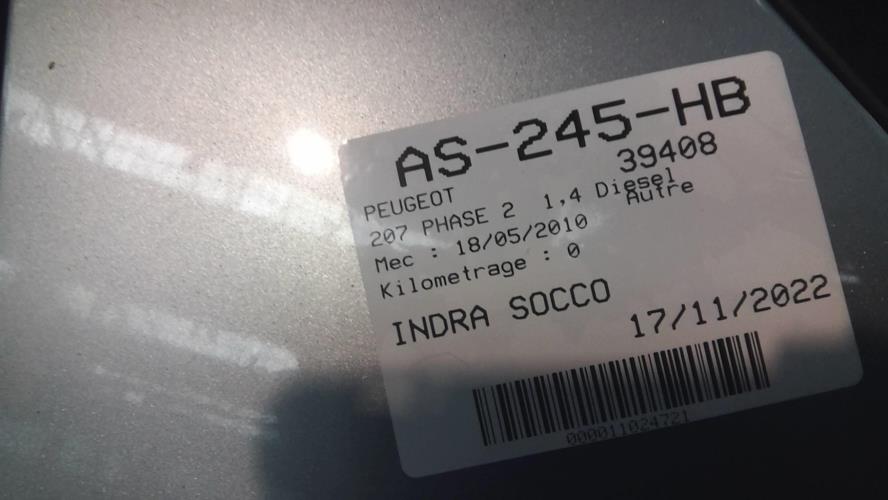 AS-245-HB
39408
PEUGEOT
207 PHASE 2 1,4 Diesel
Autre
Mec : 18/05/2010
Kilometrage : 0
INDRA SOCCO
17/11/2022
000011024721